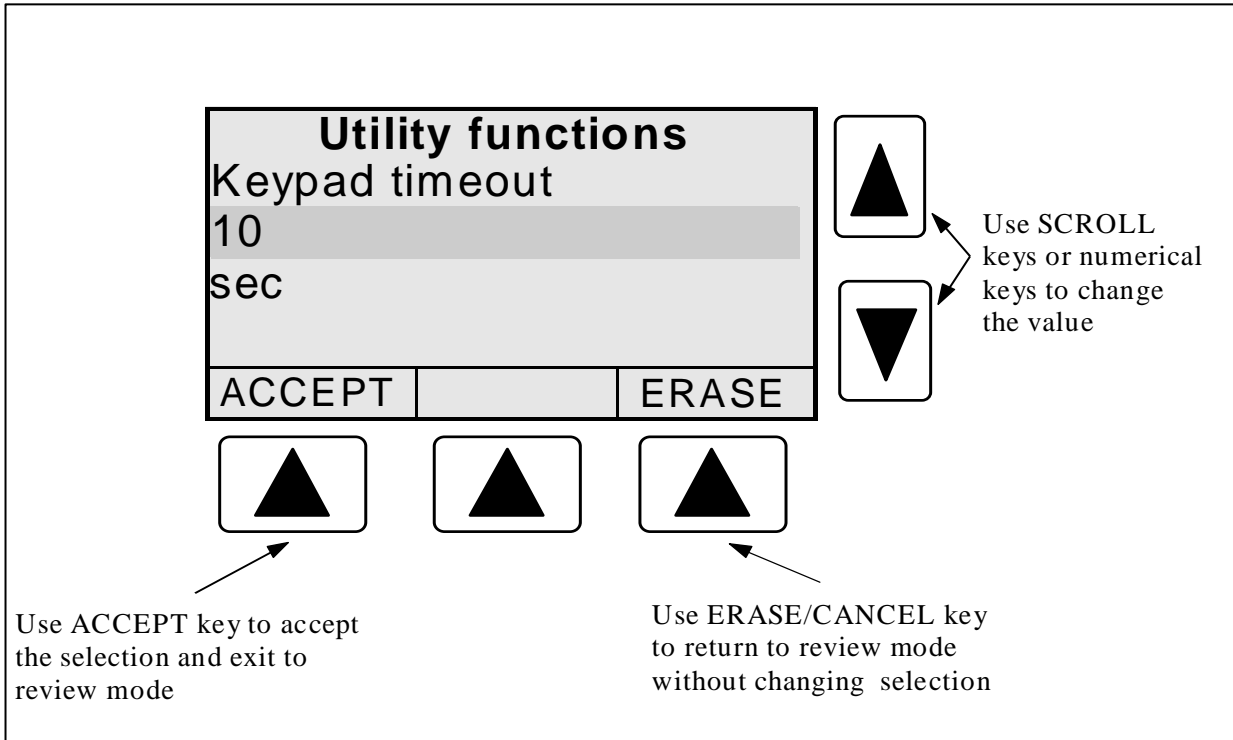 Utility functions
Keypad timeout
10
sec
ACCEPT
ERASE
Use SCROLL
keys or numerical
keys to change
the value
Use ACCEPT key to accept
the selection and exit to
review mode
Use ERASE/CANCEL key
to return to review mode
without changing selection